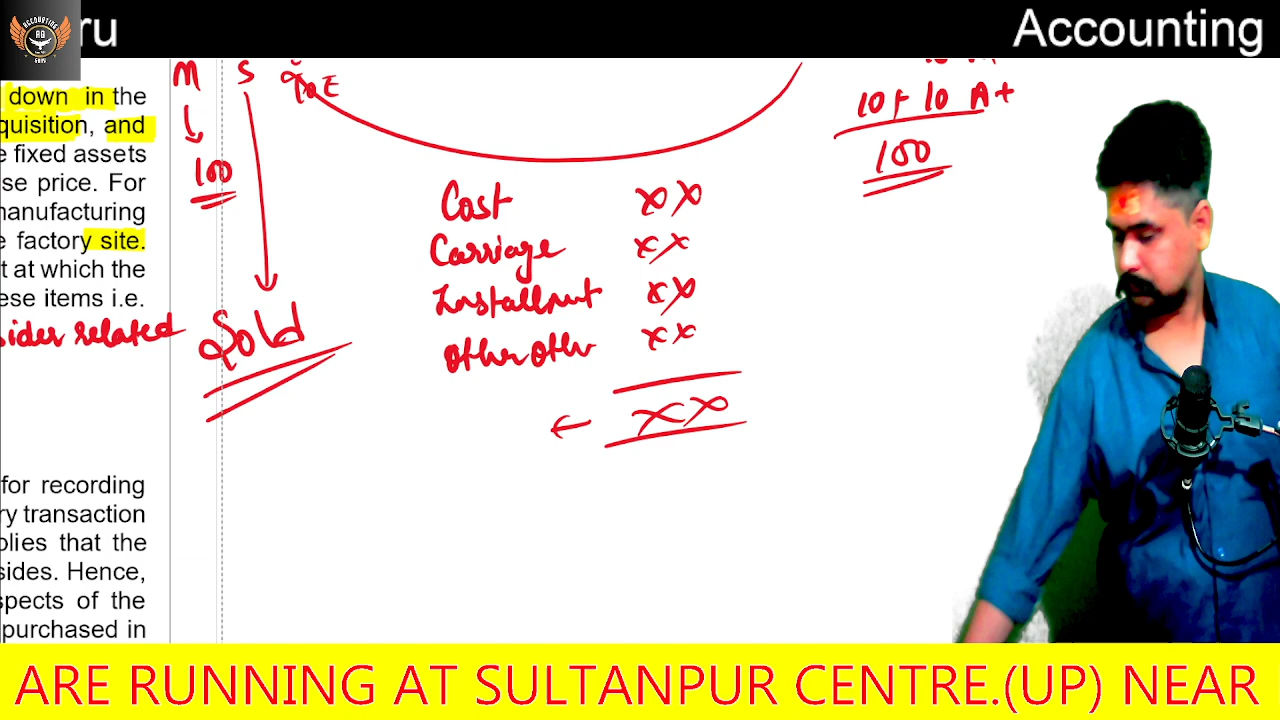 ru
Accounting
ACCOUNTING
AG
down in the
quisition, and
e fixed assets
se price. For
manufacturing
e factory site.
t at which the
ese items i.e.
sider related
M S
100
Sold
10+ 10 A+
100
Cost xx
Carriage xx
xx
other xx
← xx
for recording
ry transaction
plies that the
sides. Hence,
spects of the
purchased in
ARE RUNNING AT SULTANPUR CENTRE.(UP) NEAR